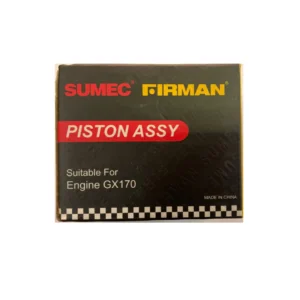 SUMEC FIRMAN
PISTON ASSY
Suitable For
Engine GX170
MADE IN CHINA